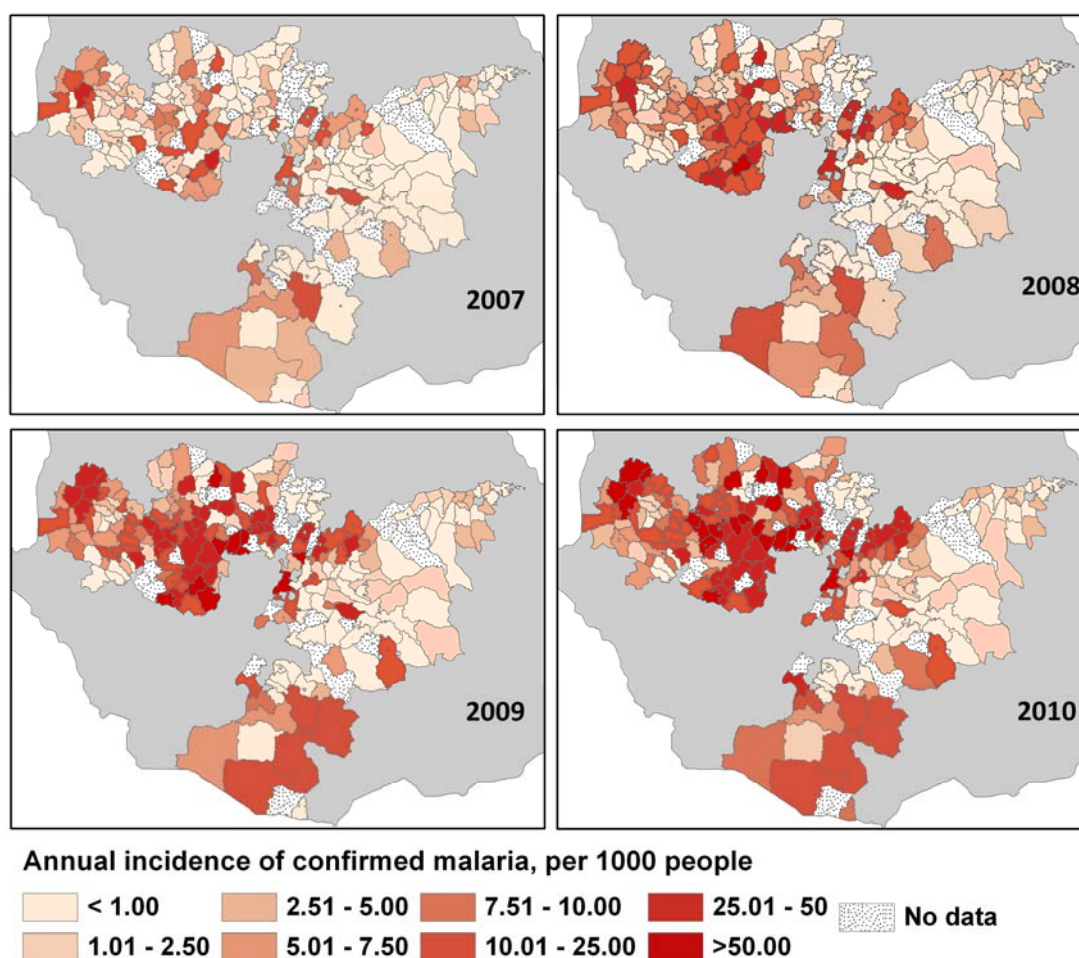 2007
2008
2009
2010
Annual incidence of confirmed malaria, per 1000 people
< 1.00
2.51 - 5.00
7.51 - 10.00
25.01 - 50
No data
1.01 - 2.50
5.01 - 7.50
10.01 - 25.00
>50.00